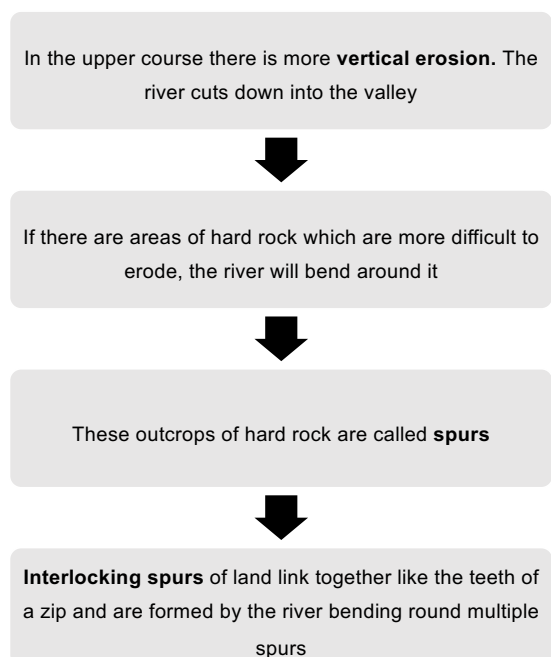 In the upper course there is more vertical erosion. The
river cuts down into the valley
If there are areas of hard rock which are more difficult to
erode, the river will bend around it
These outcrops of hard rock are called spurs
Interlocking spurs of land link together like the teeth of
a zip and are formed by the river bending round multiple
spurs